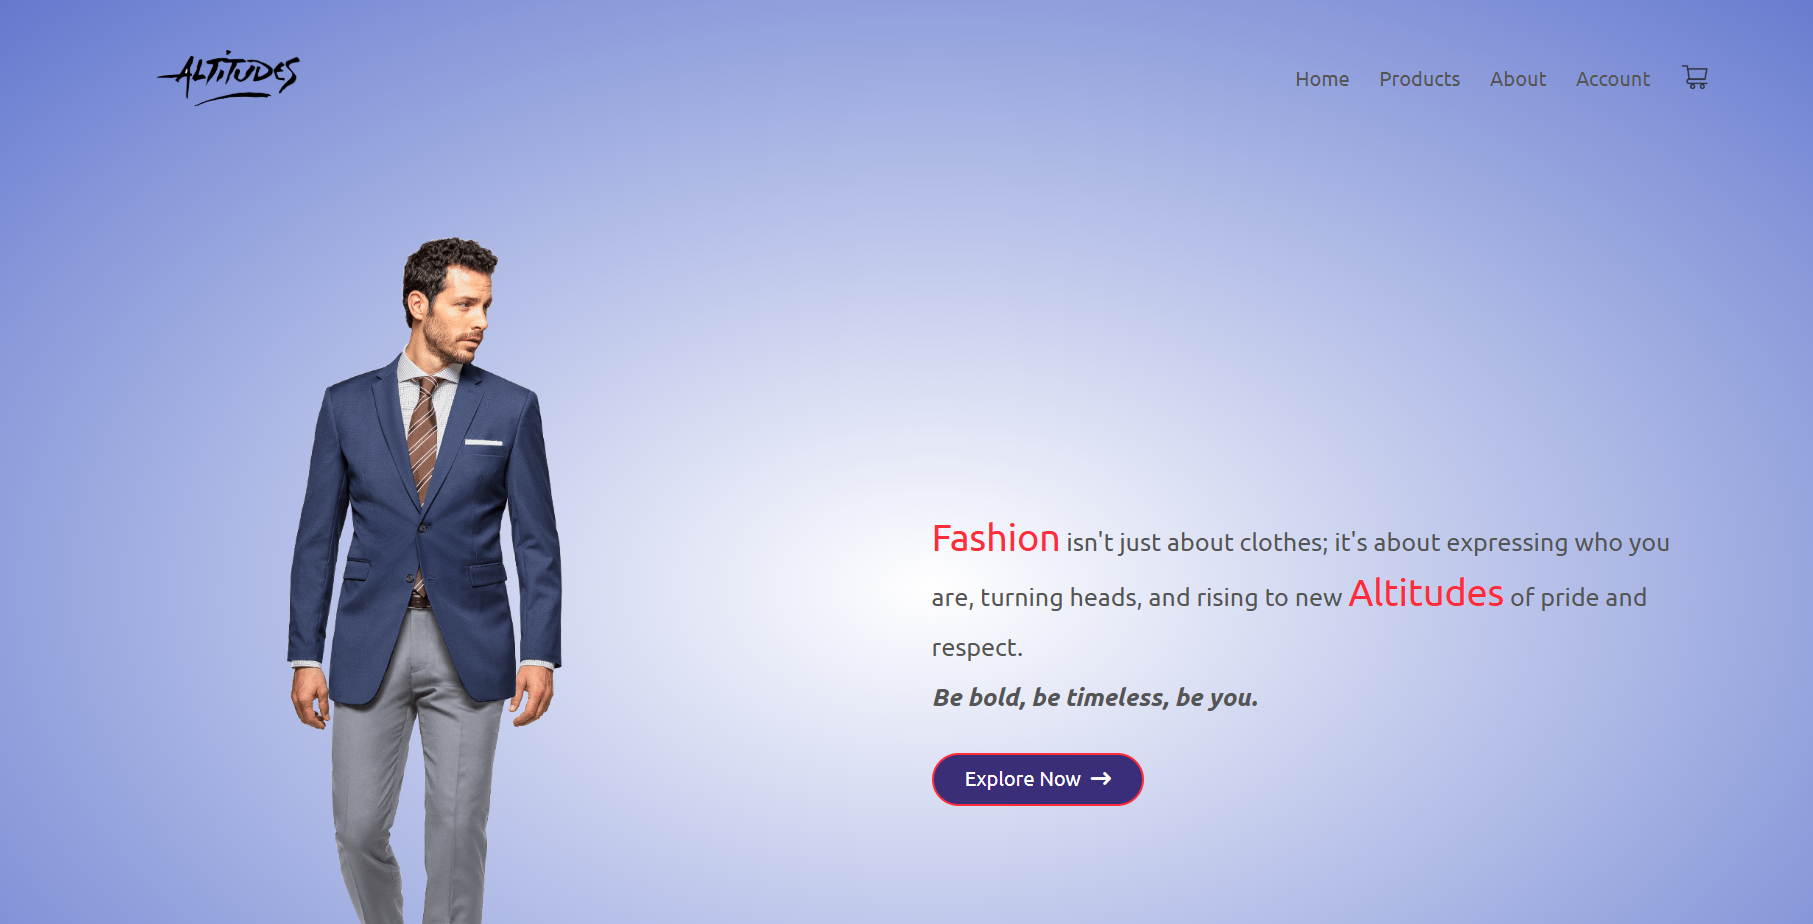 ALTITUDES
Home Products About Account
Fashion isn't just about clothes; it's about expressing who you
are, turning heads, and rising to new Altitudes of pride and
respect.
Be bold, be timeless, be you.
Explore Now →